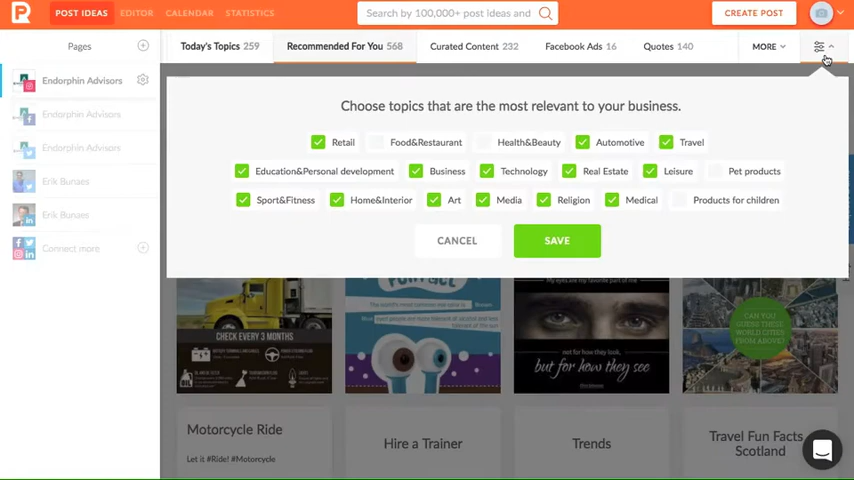 POST IDEAS EDITOR CALENDAR STATISTICS Search by 100,000+ post ideas and CREATE POST
Pages Today's Topics 259 Recommended For You 568 Curated Content 232 Facebook Ads 16 Quotes 140 MORE
Endorphin Advisors
Endorphin Advisors
Endorphin Advisors
Erik Bunaes
Erik Bunaes
Connect more
Choose topics that are the most relevant to your business.
Retail Food&Restaurant Health&Beauty Automotive Travel
Education&Personal development Business Technology Real Estate Leisure Pet products
Sport&Fitness Home&Interior Art Media Religion Medical Products for children
CANCEL SAVE
CHECK EVERY 3 MONTHS
OIL
FUN FACT
not for how they look,
but for how they see
CAN YOU
GUESS THESE
WORLD CITIES
FROM ABOVE?
Motorcycle Ride
Let it #Ride! #Motorcycle
Hire a Trainer
Trends
Travel Fun Facts
Scotland